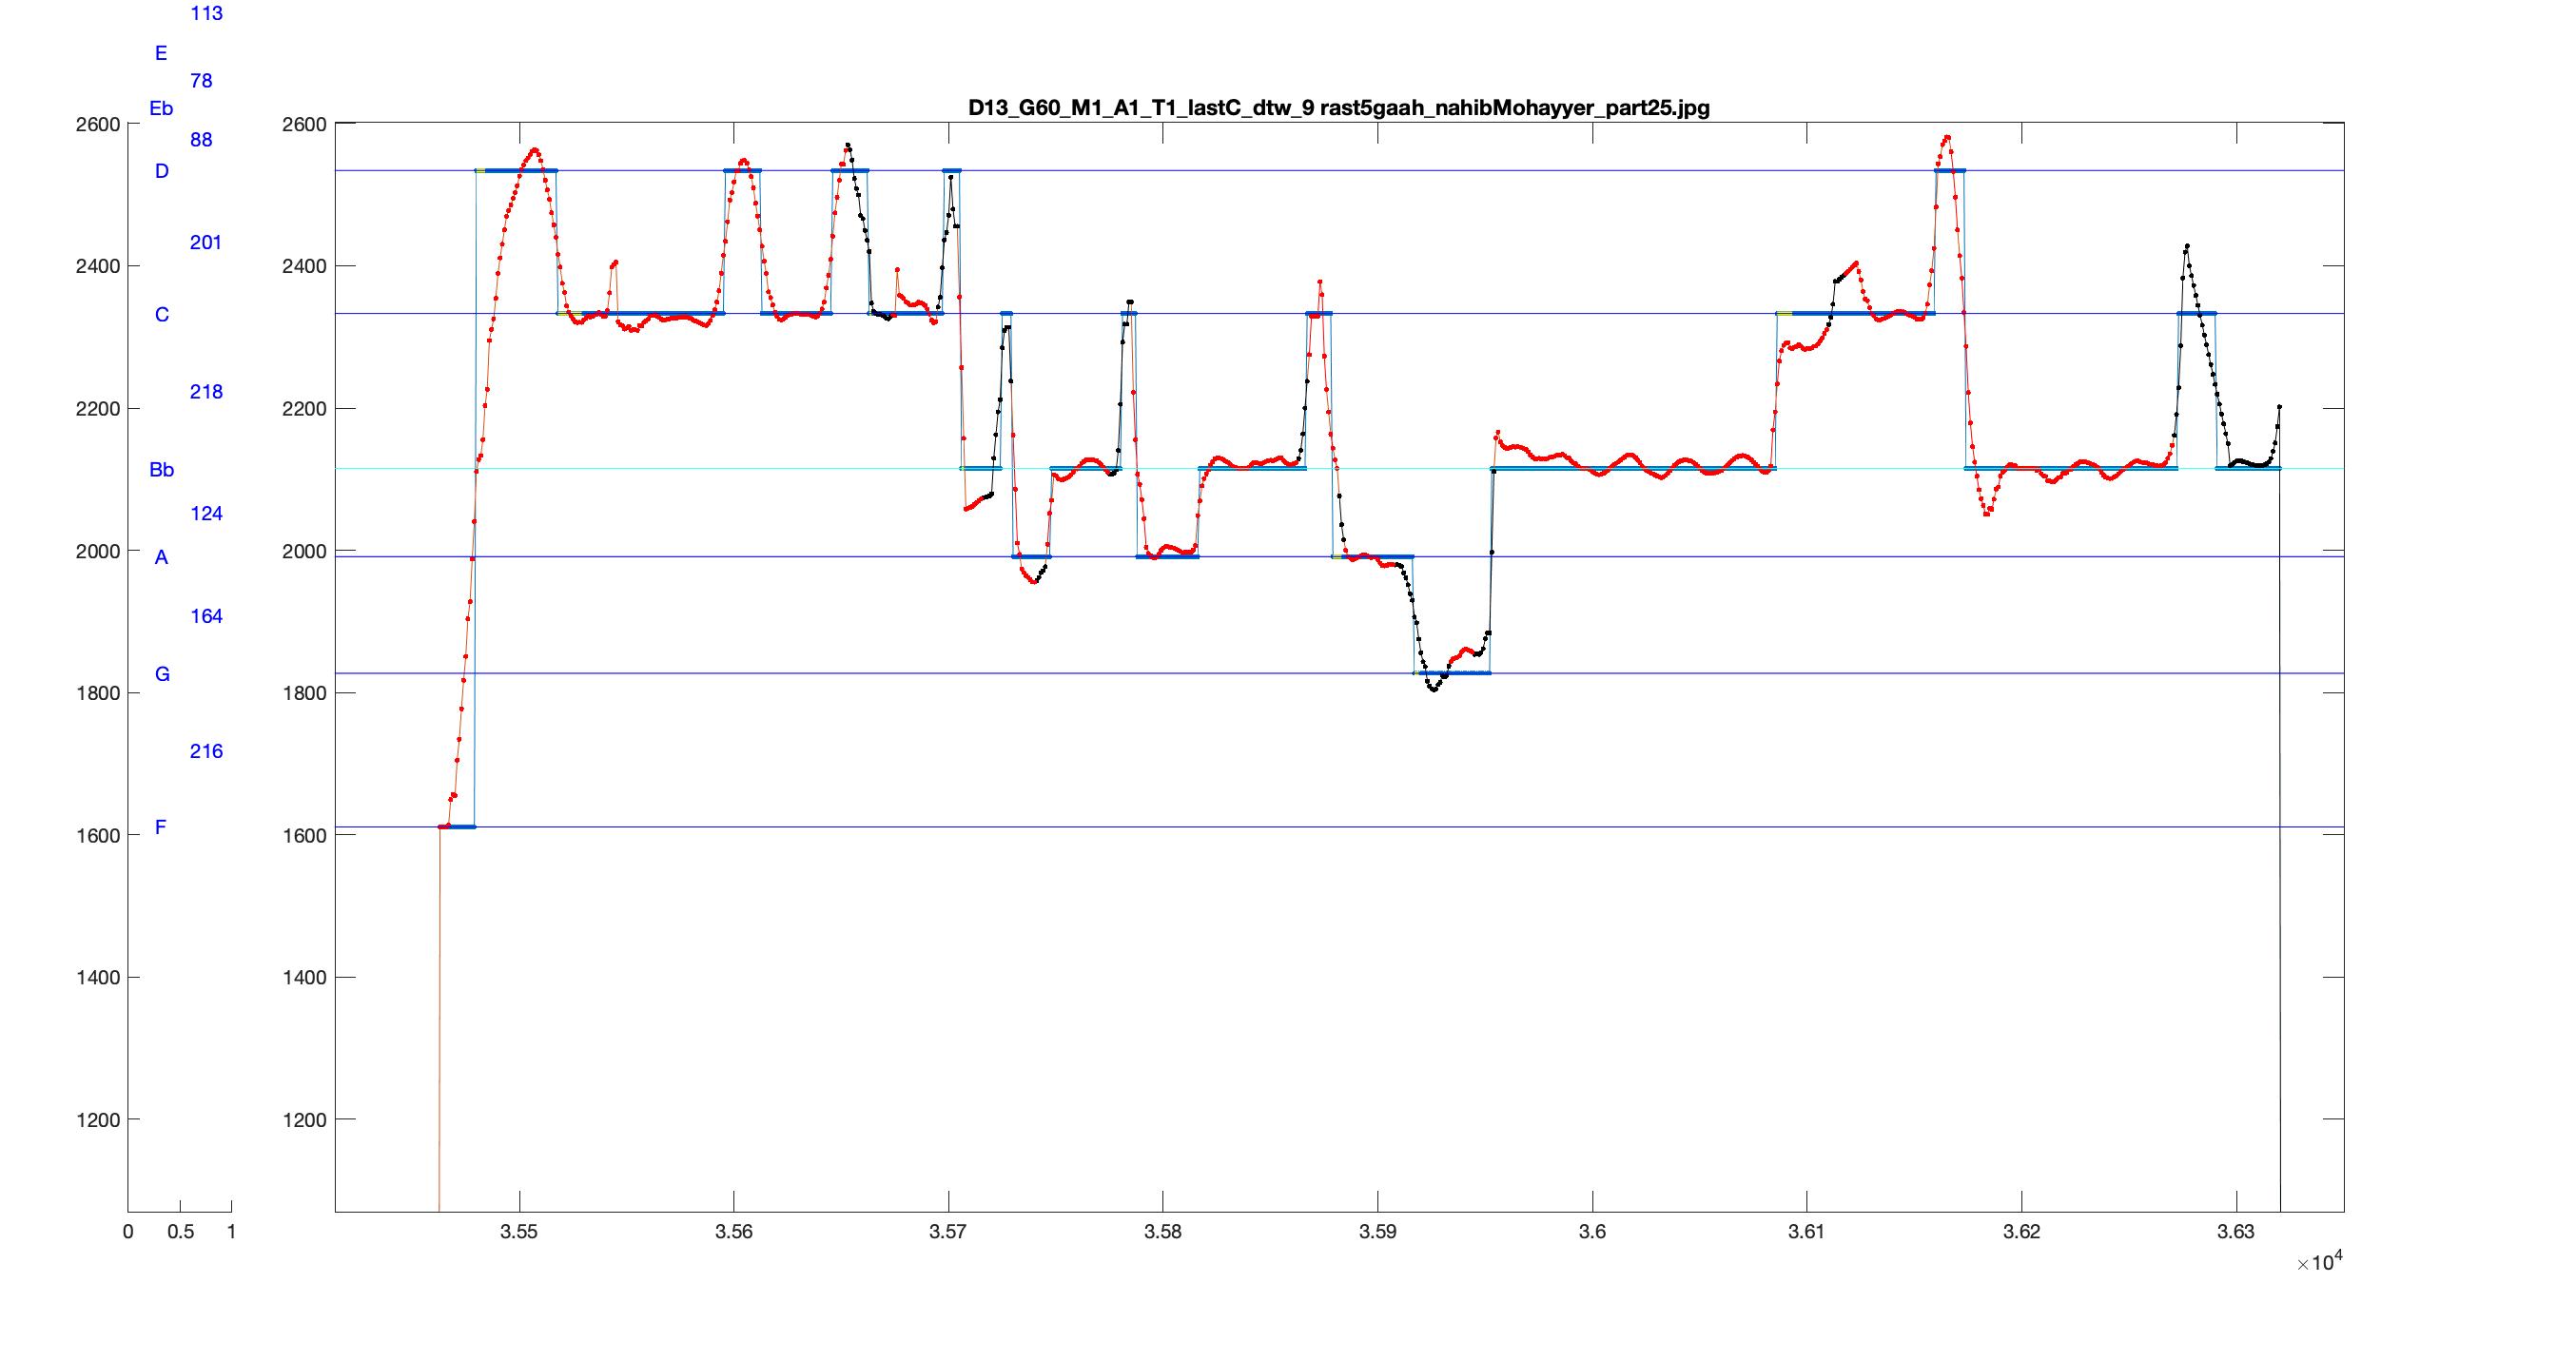 113
E
78
Eb
D13_G60_M1_A1_T1_lastC_dtw_9 rast5gaah_nahibMohayyer_part25.jpg
2600 2600
88
D
201
2400 2400
C
218
2200 2200
Bb
124
2000 A 2000
164
G
1800 1800
216
F
1600 1600
1400 1400
1200 1200
0 0.5 1 3.55 3.56 3.57 3.58 3.59 3.6 3.61 3.62 3.63
×10⁴